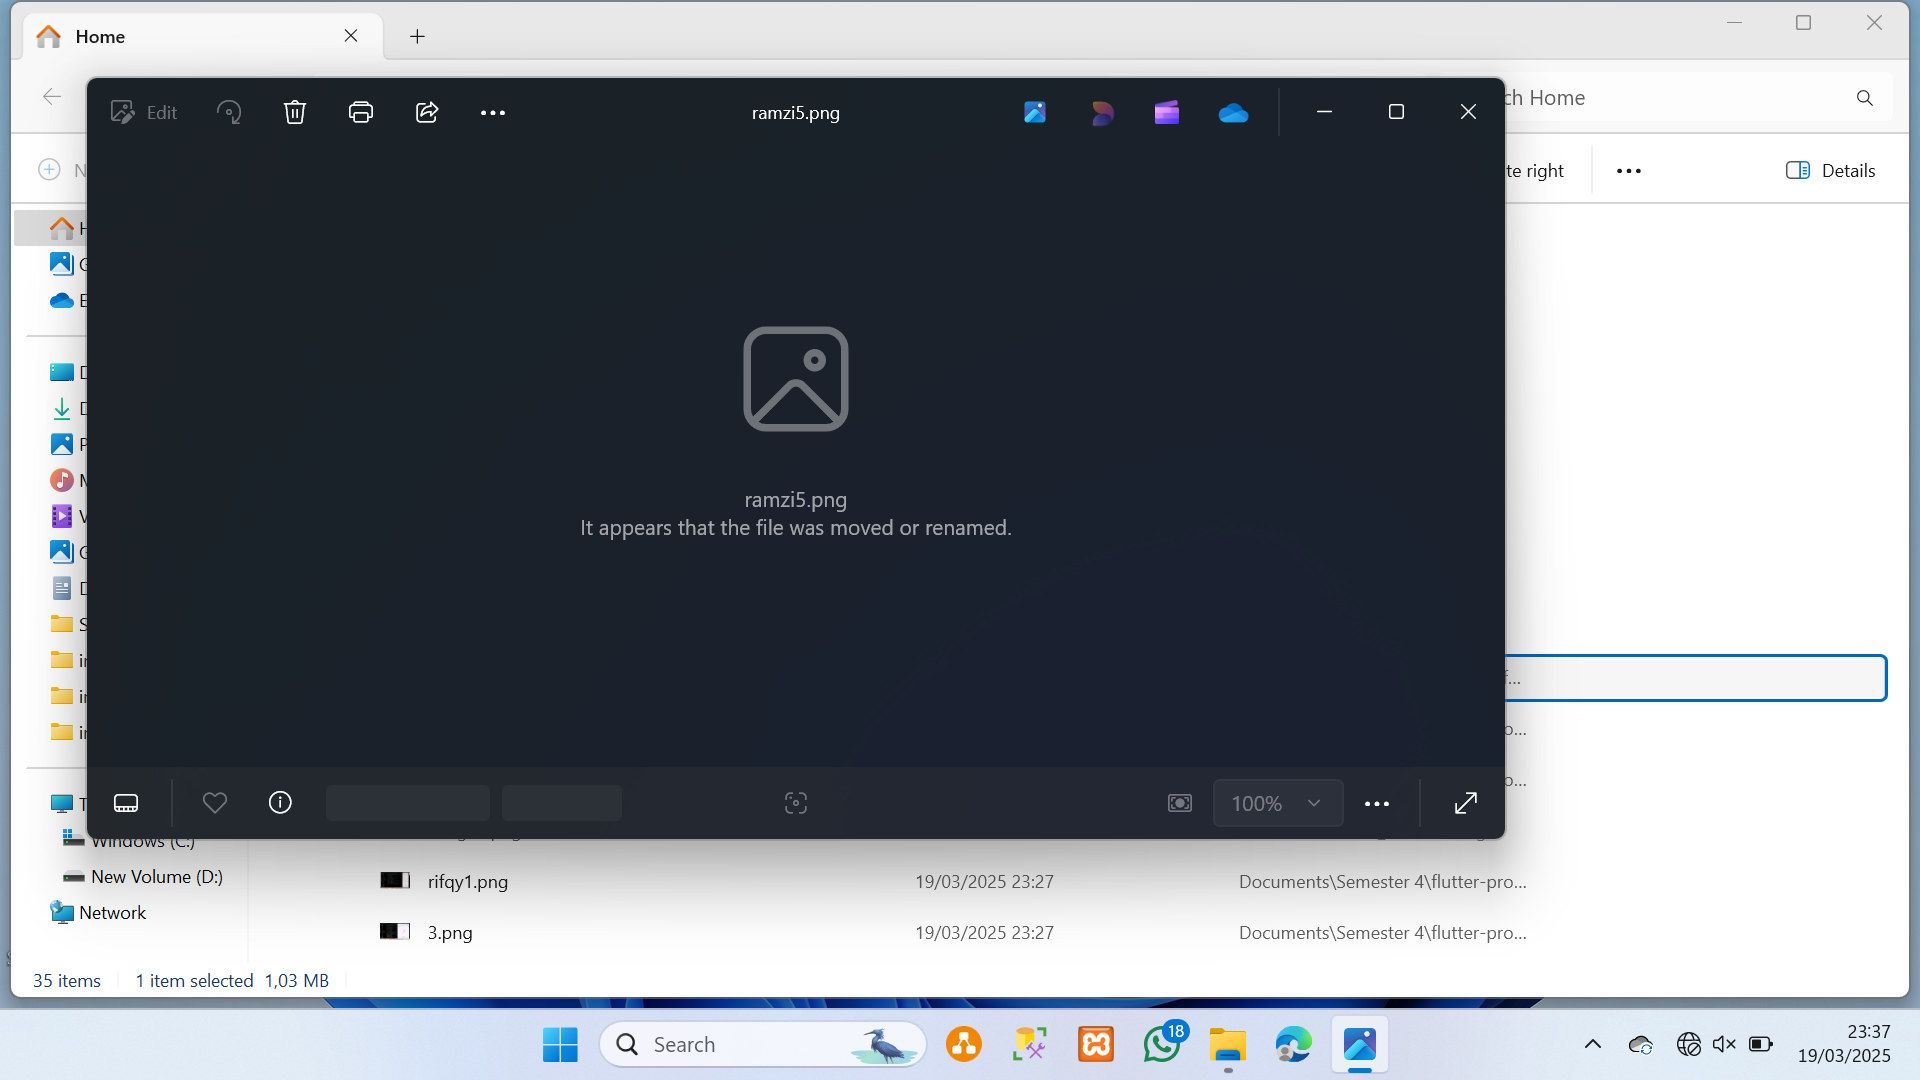 Home
Edit
ramzi5.png
ch Home
te right
Details
ramzi5.png
It appears that the file was moved or renamed.
100%
Windows (C:)
New Volume (D:)
Network
rifqy1.png 19/03/2025 23:27 Documents\Semester 4\flutter-pro...
3.png 19/03/2025 23:27 Documents\Semester 4\flutter-pro...
35 items 1 item selected 1,03 MB
Search
18
23:37
19/03/2025